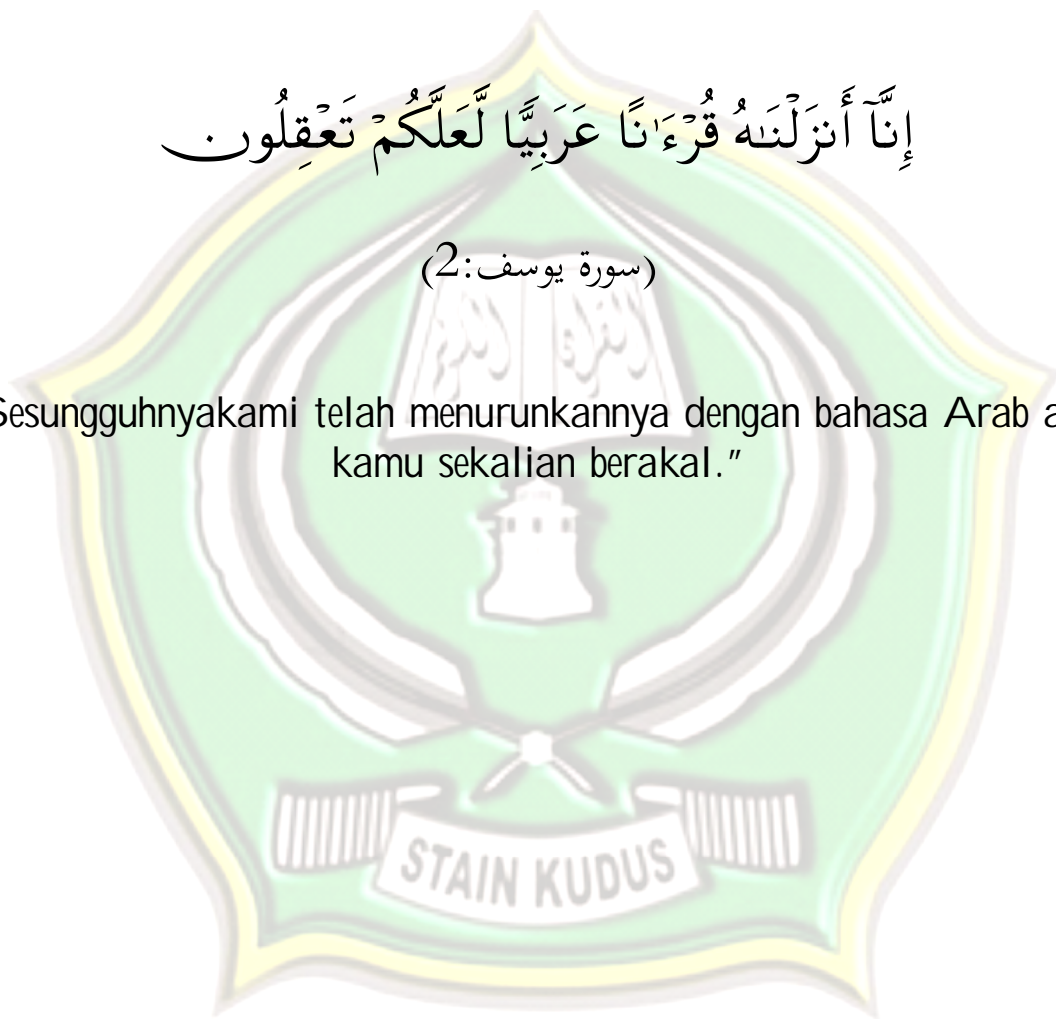 إِنَّآ أَنزَلْنَـٰهُ قُرْءَٰنًا عَرَبِيًّا لَّعَلَّكُمْ تَعْقِلُون
(سورة يوسف:2)
Sesungguhnyakami telah menurunkannya dengan bahasa Arab a
kamu sekalian berakal."
STAIN KUDUS